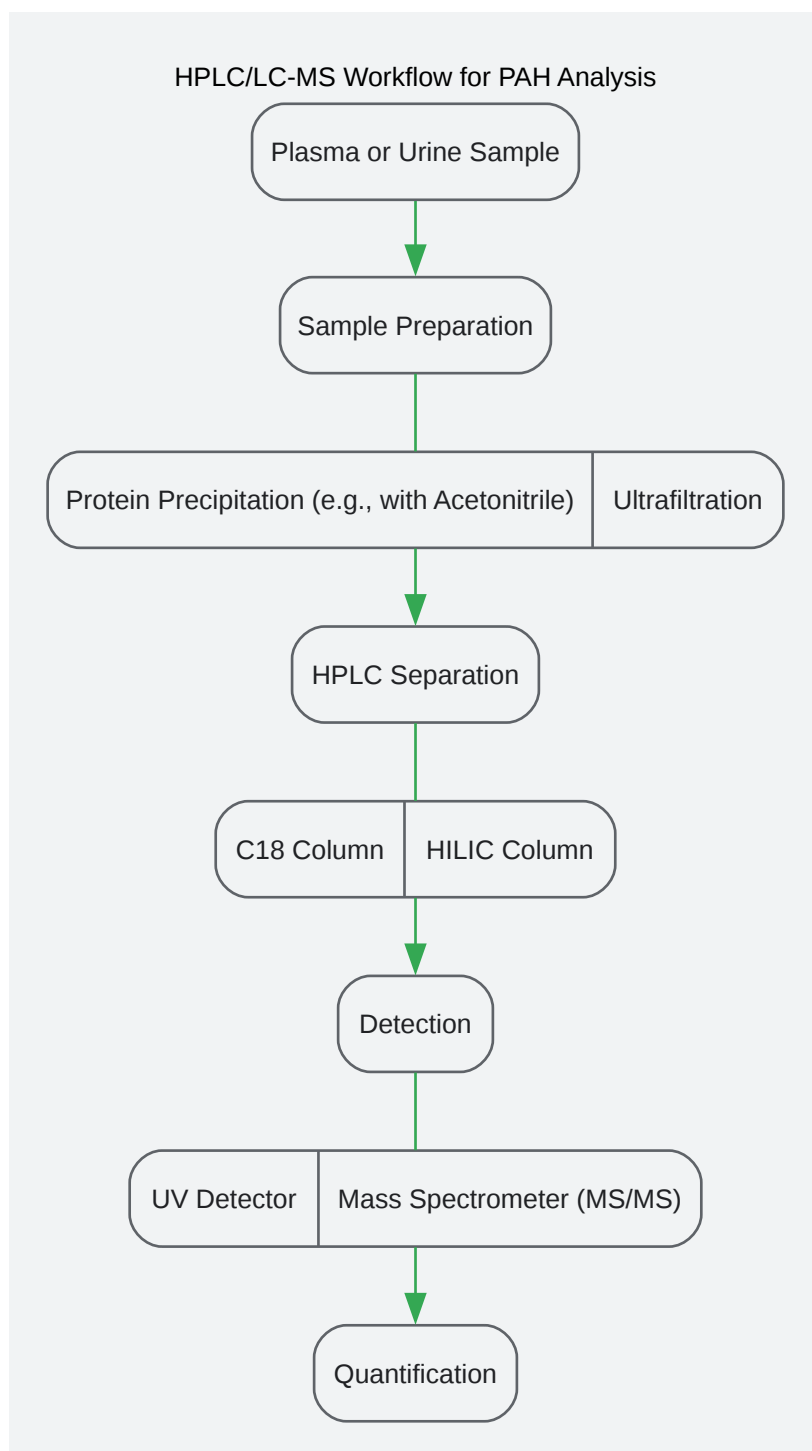 HPLC/LC-MS Workflow for PAH Analysis
Plasma or Urine Sample
Sample Preparation
Protein Precipitation (e.g., with Acetonitrile)
Ultrafiltration
HPLC Separation
C18 Column
HILIC Column
Detection
UV Detector
Mass Spectrometer (MS/MS)
Quantification